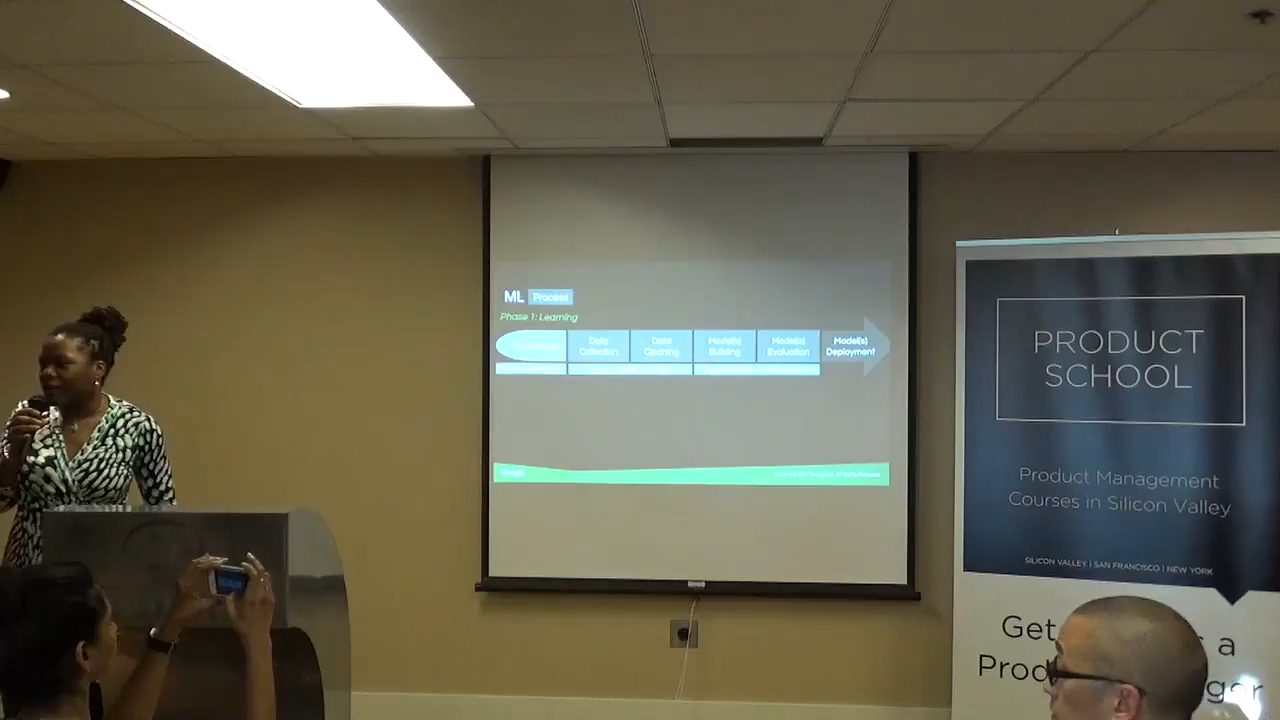 ML Process
Phase 1: Learning
Data Collection
Data Cleaning
Model(s) Building
Model(s) Evaluation
Model(s) Deployment
Google
PRODUCT
SCHOOL
Product Management
Courses in Silicon Valley
SILICON VALLEY | SAN FRANCISCO | NEW YORK
Get a